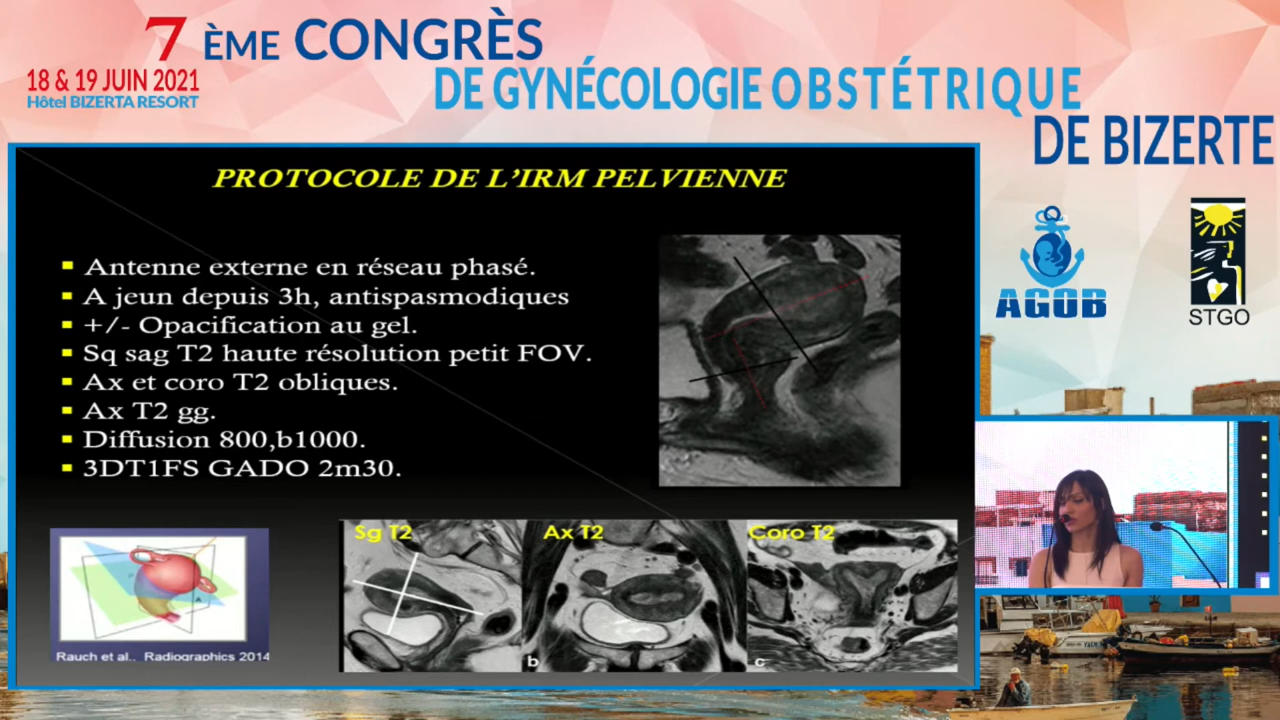 7 ÈME CONGRÈS
18 & 19 JUIN 2021
Hôtel BIZERTA RESORT
DE GYNÉCOLOGIE OBSTÉTRIQUE
DE BIZERTE
PROTOCOLE DE L'IRM PELVIENNE
Antenne externe en réseau phasé.
A jeun depuis 3h, antispasmodiques
+/- Opacification au gel.
Sq sag T2 haute résolution petit FOV.
Ax et coro T2 obliques.
Ax T2 gg.
Diffusion 800,b1000.
3DT1FS GADO 2m30.
AGOB
STGO
Sg T2
Ax T2
Coro T2
b
c
Rauch et al., Radiographics 2014